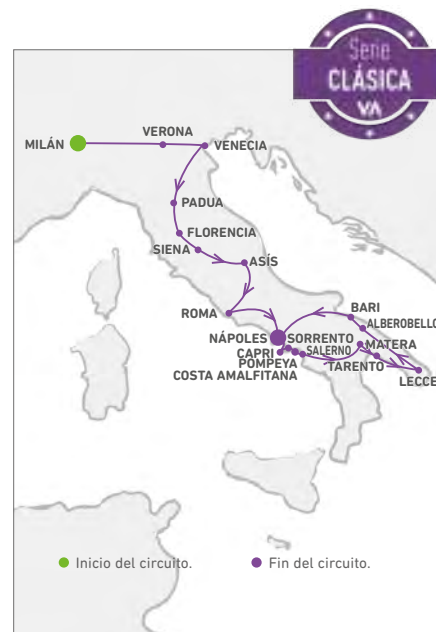 Serie
CLÁSICA
VA
MILÁN
VERONA
VENECIA
PADUA
FLORENCIA
SIENA
ASÍS
ROMA
BARI
ALBEROBELLO
NÁPOLES
SORRENTO
MATERA
CAPRI
SALERNO
POMPEYA
TARENTO
COSTA AMALFITANA
LECCE
Inicio del circuito.
Fin del circuito.